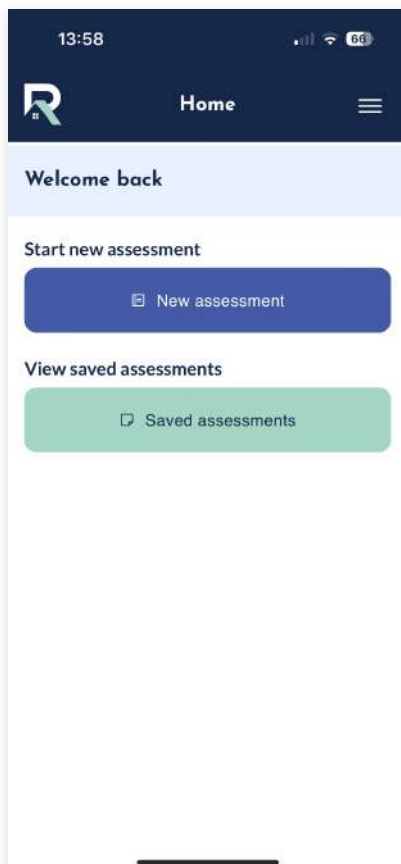 13:58
66
R
Home
Welcome back
Start new assessment
New assessment
View saved assessments
Saved assessments